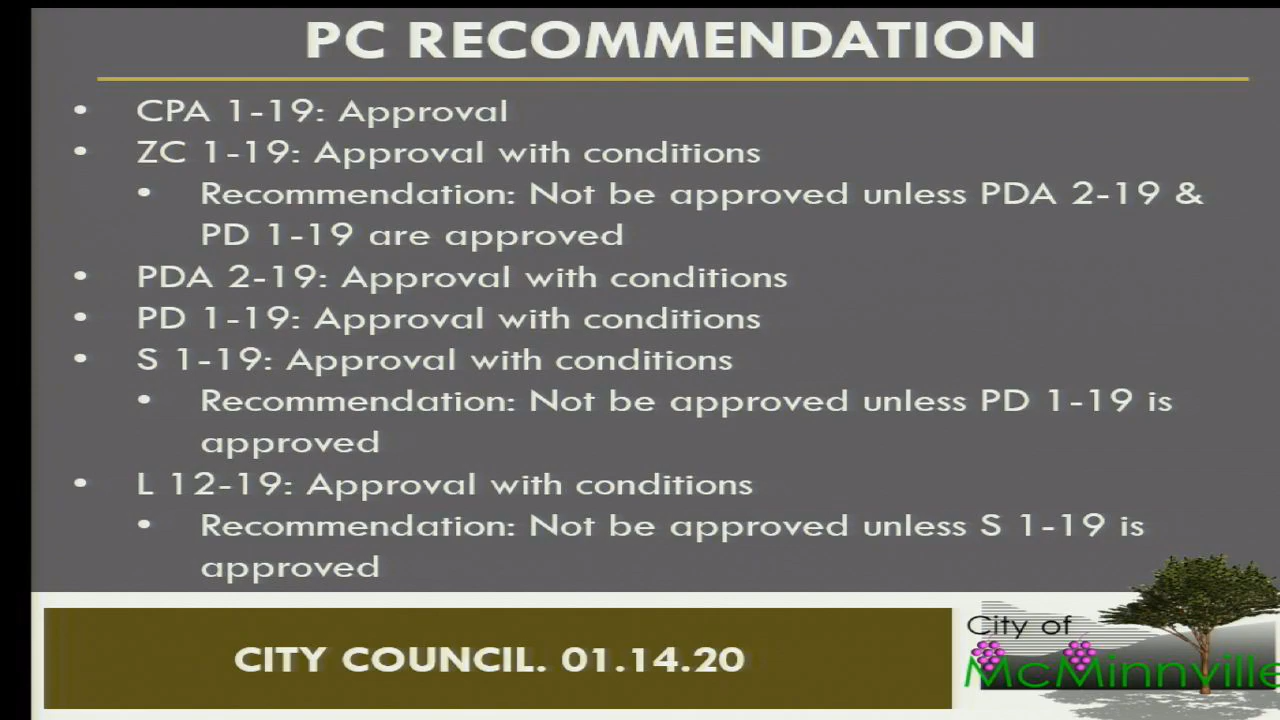 PC RECOMMENDATION
• CPA 1-19: Approval
• ZC 1-19: Approval with conditions
• Recommendation: Not be approved unless PDA 2-19 &
PD 1-19 are approved
• PDA 2-19: Approval with conditions
• PD 1-19: Approval with conditions
• S 1-19: Approval with conditions
• Recommendation: Not be approved unless PD 1-19 is
approved
• L 12-19: Approval with conditions
• Recommendation: Not be approved unless S 1-19 is
approved
CITY COUNCIL. 01.14.20
City of
McMinnville